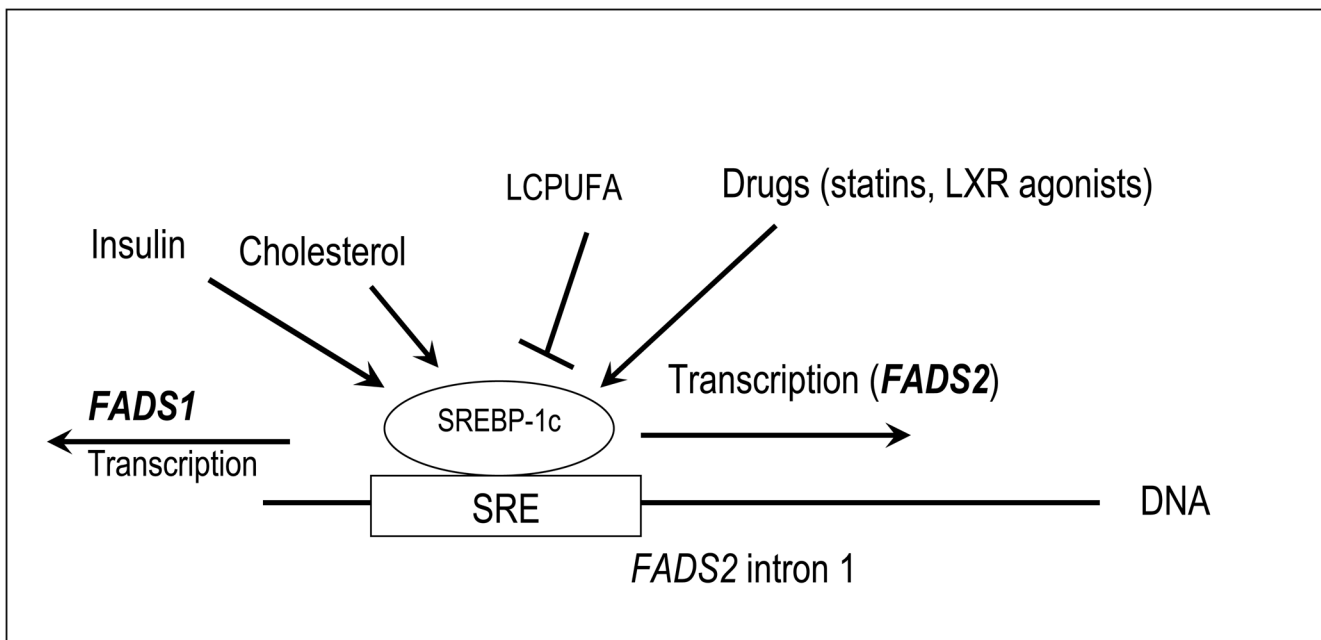 LCPUFA
Drugs (statins, LXR agonists)
Insulin
Cholesterol
Transcription (FADS2)
FADS1
Transcription
SREBP-1c
SRE
DNA
FADS2 intron 1